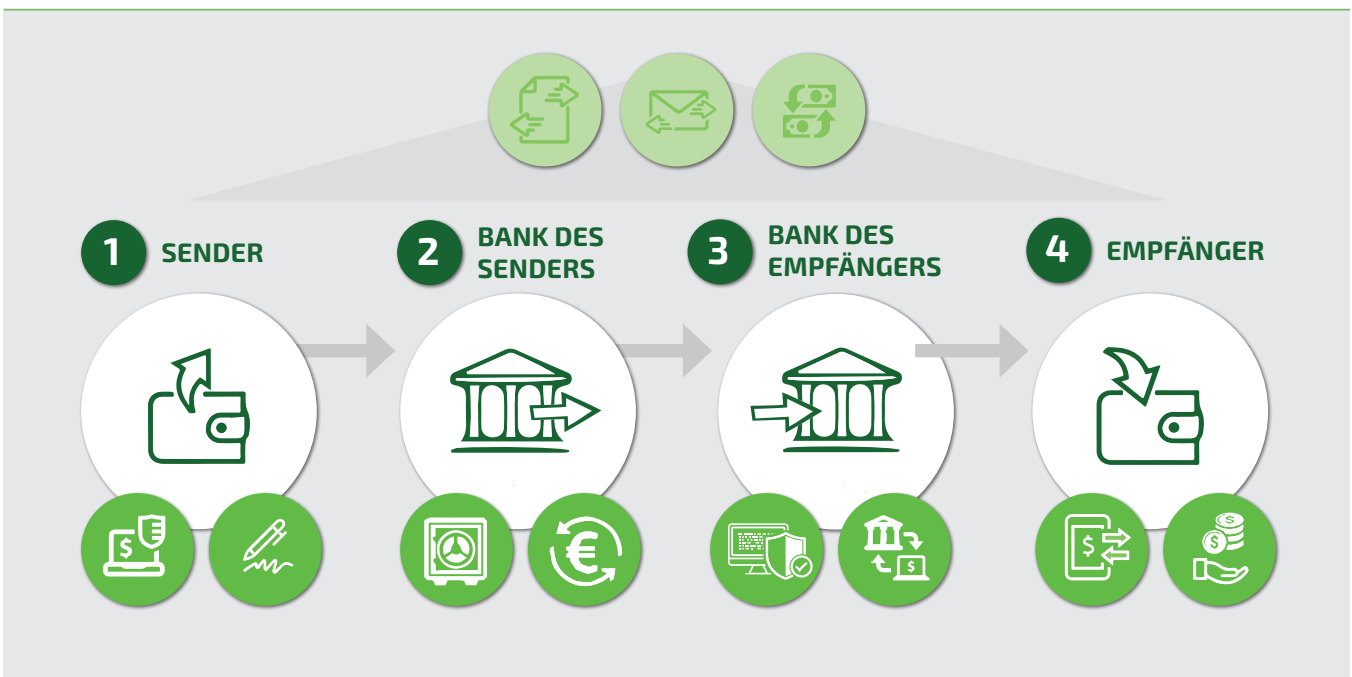 1
SENDER
2
BANK DES
SENDERS
3
BANK DES
EMPFÄNGERS
4
EMPFÄNGER
$
€
$
$
$
$